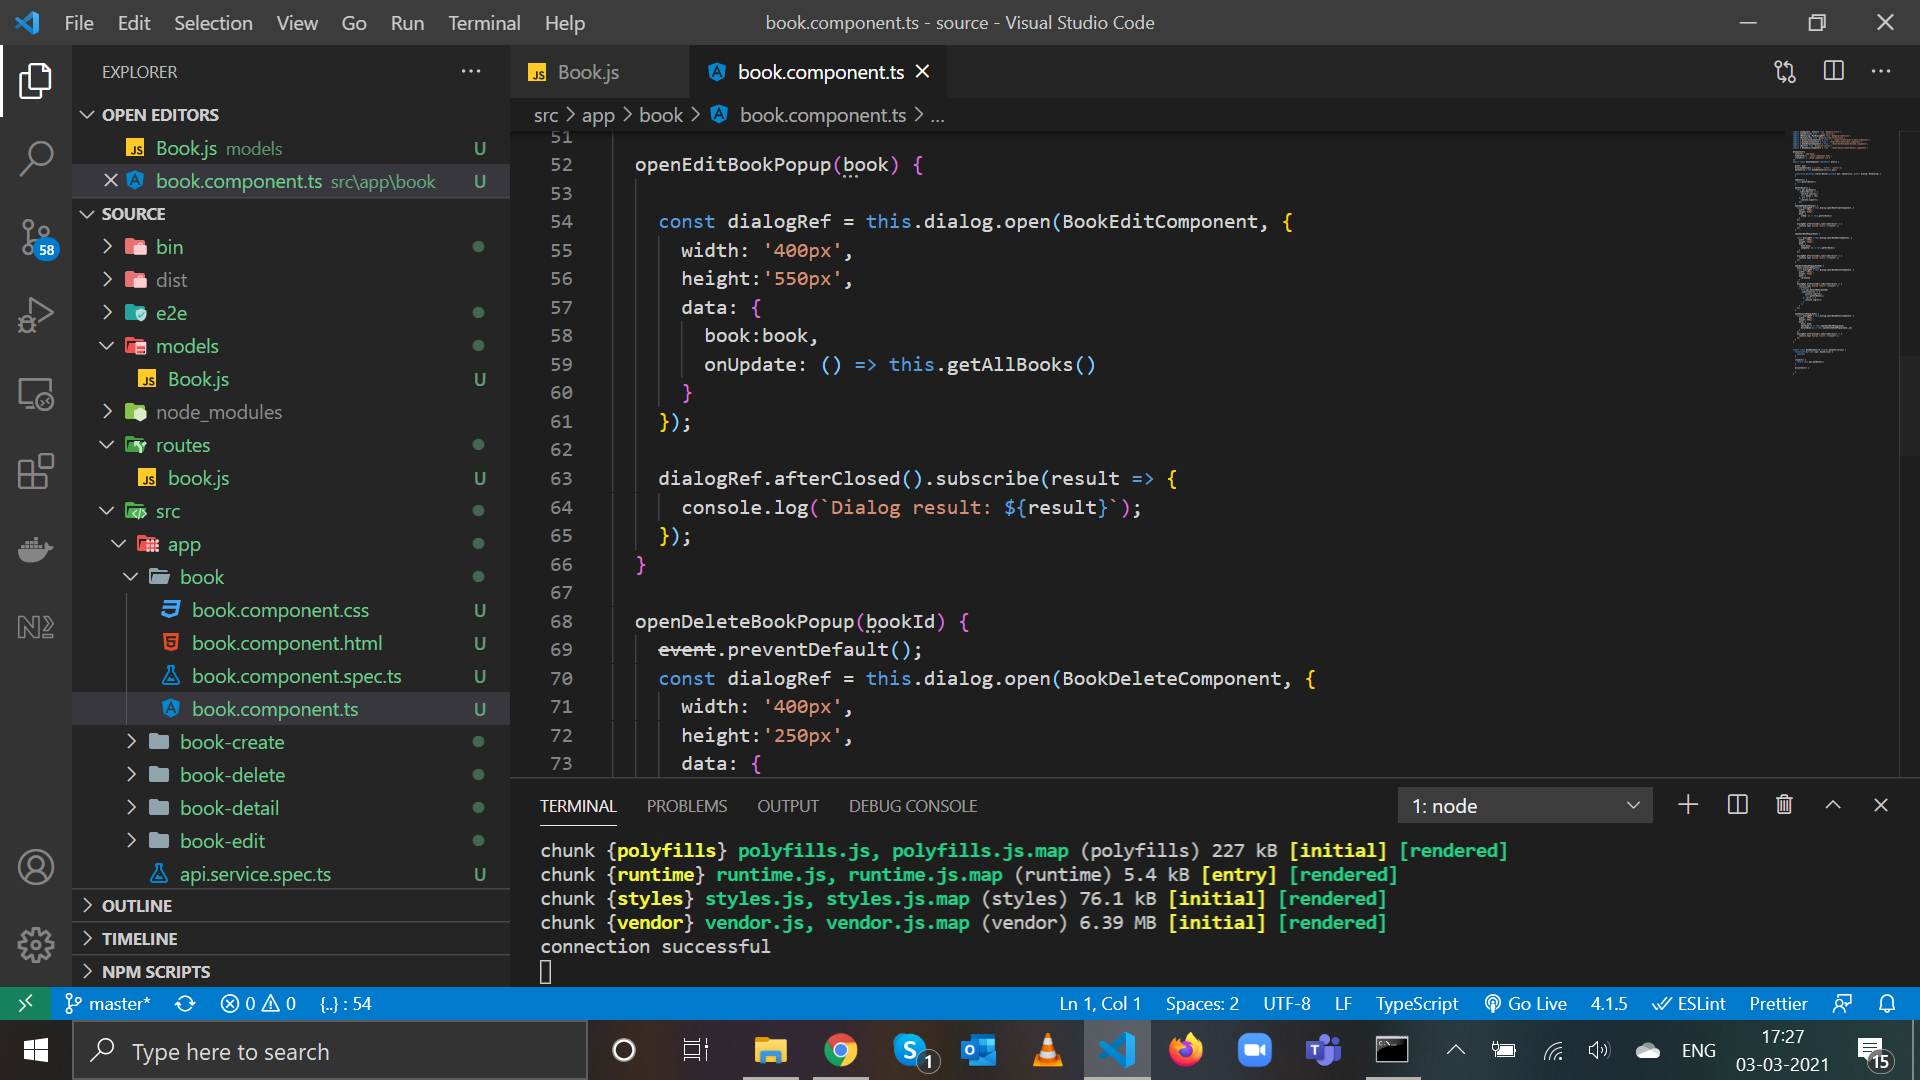 File Edit Selection View Go Run Terminal Help
book.component.ts - source - Visual Studio Code
EXPLORER
OPEN EDITORS
JS Book.js models U
book.component.ts src\app\book U
SOURCE
bin
dist
e2e
models
JS Book.js U
node_modules
routes
JS book.js U
src
app
book
book.component.css U
book.component.html U
book.component.spec.ts U
book.component.ts U
book-create
book-delete
book-detail
book-edit
api.service.spec.ts U
OUTLINE
TIMELINE
NPM SCRIPTS
58
JS Book.js
book.component.ts
src > app > book > book.component.ts > ...
51
52 openEditBookPopup(book) {
53
54 const dialogRef = this.dialog.open(BookEditComponent, {
55 width: '400px',
56 height:'550px',
57 data: {
58 book:book,
59 onUpdate: () => this.getAllBooks()
60 }
61 });
62
63 dialogRef.afterClosed().subscribe(result => {
64 console.log(`Dialog result: ${result}`);
65 });
66 }
67
68 openDeleteBookPopup(bookId) {
69 event.preventDefault();
70 const dialogRef = this.dialog.open(BookDeleteComponent, {
71 width: '400px',
72 height:'250px',
73 data: {
TERMINAL PROBLEMS OUTPUT DEBUG CONSOLE
1: node
chunk {polyfills} polyfills.js, polyfills.js.map (polyfills) 227 kB [initial] [rendered]
chunk {runtime} runtime.js, runtime.js.map (runtime) 5.4 kB [entry] [rendered]
chunk {styles} styles.js, styles.js.map (styles) 76.1 kB [initial] [rendered]
chunk {vendor} vendor.js, vendor.js.map (vendor) 6.39 MB [initial] [rendered]
connection successful
master* 0 0 {..} : 54
Ln 1, Col 1 Spaces: 2 UTF-8 LF TypeScript Go Live 4.1.5 ESLint Prettier
Type here to search
1
ENG
17:27
03-03-2021
15